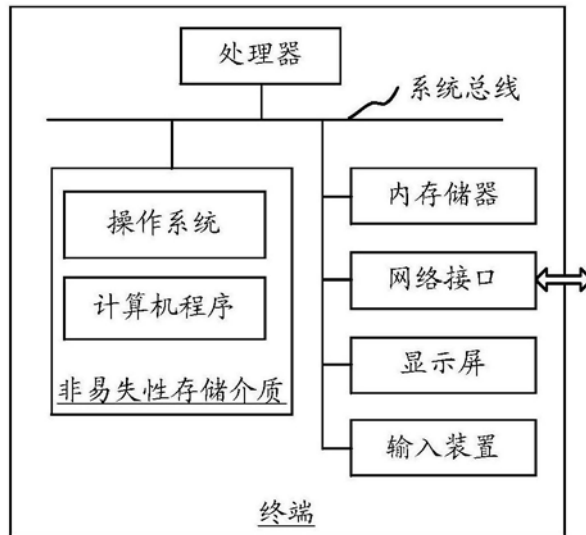 处理器
系统总线
操作系统
计算机程序
非易失性存储介质
内存储器
网络接口
显示屏
输入装置
终端